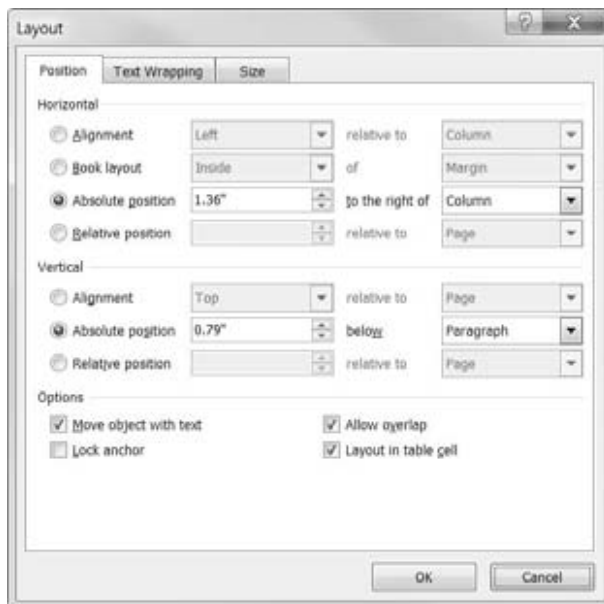 Layout
Position Text Wrapping Size
Horizontal
Alignment Left relative to Column
Book layout Inside of Margin
Absolute position 1.36" to the right of Column
Relative position relative to Page
Vertical
Alignment Top relative to Page
Absolute position 0.79" below Paragraph
Relative position relative to Page
Options
Move object with text Allow overlap
Lock anchor Layout in table cell
OK Cancel